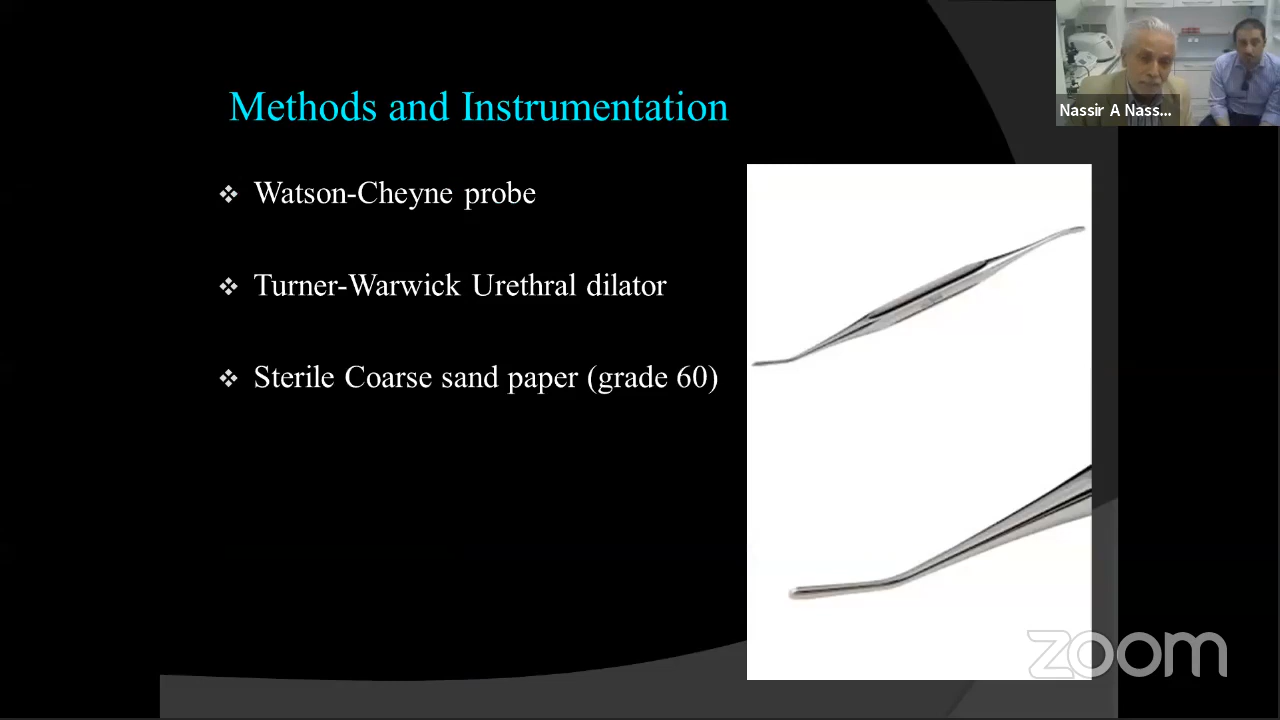 Methods and Instrumentation
Watson-Cheyne probe
Turner-Warwick Urethral dilator
Sterile Coarse sand paper (grade 60)
Nassir A Nass...
zoom